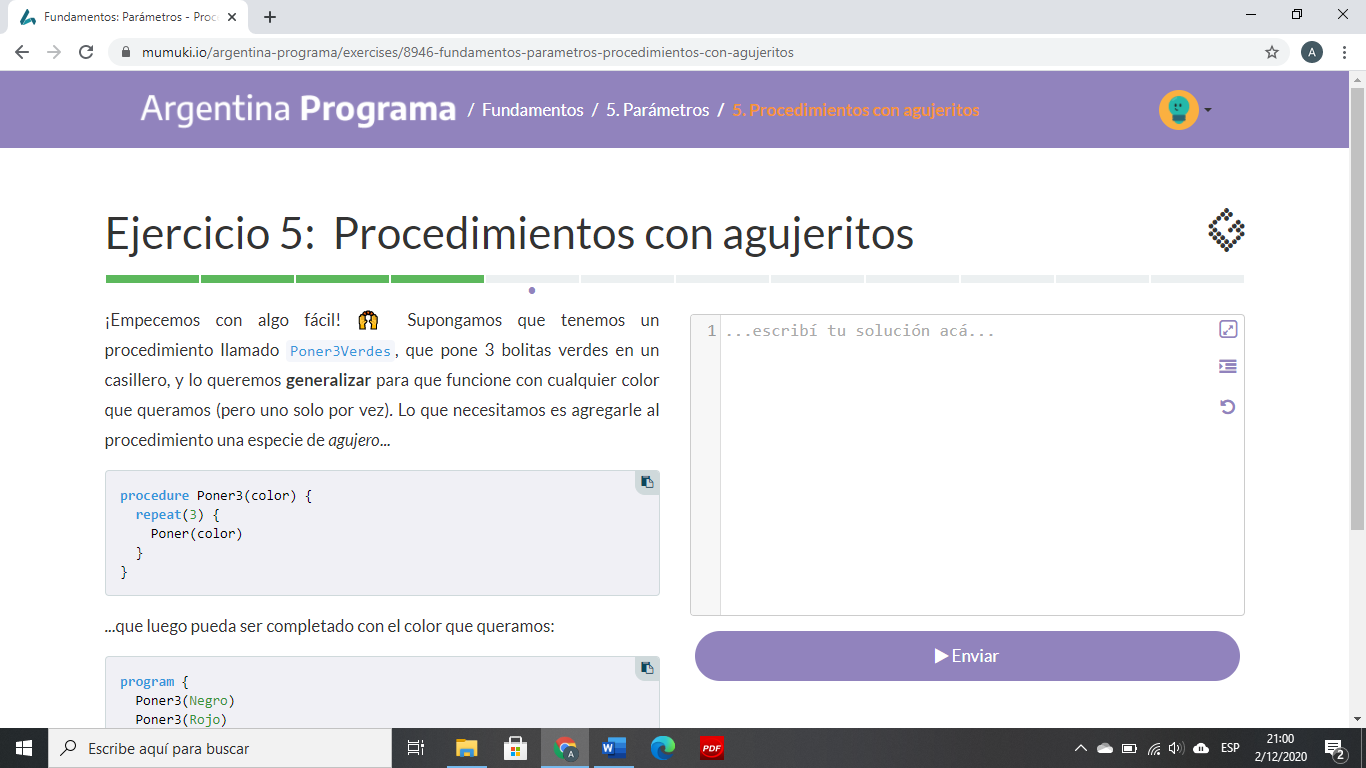 Fundamentos: Parámetros - Proc
mumuki.io/argentina-programa/exercises/8946-fundamentos-parametros-procedimientos-con-agujeritos
A
Argentina Programa / Fundamentos / 5. Parámetros / 5. Procedimientos con agujeritos
Ejercicio 5: Procedimientos con agujeritos
¡Empecemos con algo fácil! 🙌 Supongamos que tenemos un
procedimiento llamado Poner3Verdes, que pone 3 bolitas verdes en un
casillero, y lo queremos generalizar para que funcione con cualquier color
que queramos (pero uno solo por vez). Lo que necesitamos es agregarle al
procedimiento una especie de agujero...
procedure Poner3(color) {
repeat(3) {
Poner(color)
}
}
...que luego pueda ser completado con el color que queramos:
program {
Poner3(Negro)
Poner3(Rojo)
1 ...escribí tu solución acá...
Enviar
Escribe aquí para buscar
A
W
PDF
ESP
21:00
2/12/2020
2